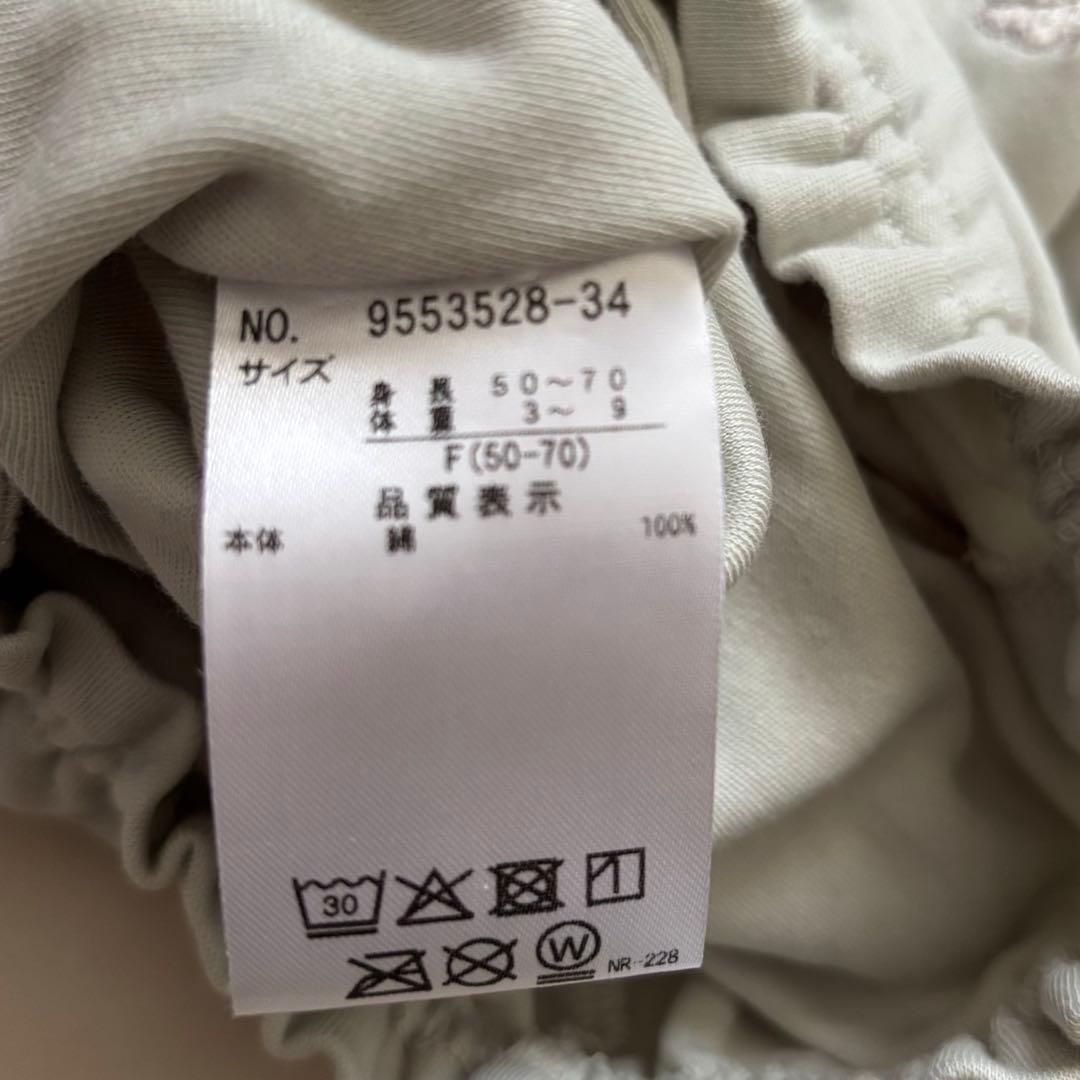 NO. 9553528-34
サイズ
身長 50～70
体重 3～ 9
F(50-70)
品質表示
本体 綿 100%
30
W
NR-228